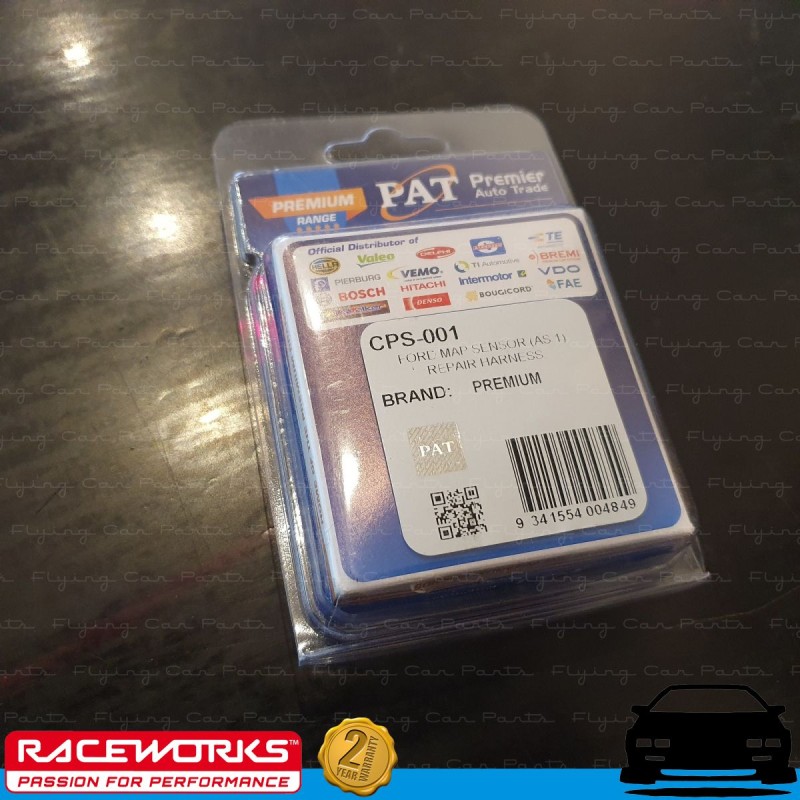 PREMIUM
RANGE
PAT
Premier
Auto Trade
Official Distributor of
HELLA
Valeo
DELPHI
TE
PIERBURG
VEMO
TI Automotive
BREMI
BOSCH
HITACHI
Intermotor
VDO
DENSO
BOUGICORD
FAE
CPS-001
FORD MAP SENSOR (AS 1)
REPAIR HARNESS
BRAND: PREMIUM
PAT
9 341554 004849
Flying Car Parts
RACEWORKS™
PASSION FOR PERFORMANCE
2
YEAR WARRANTY